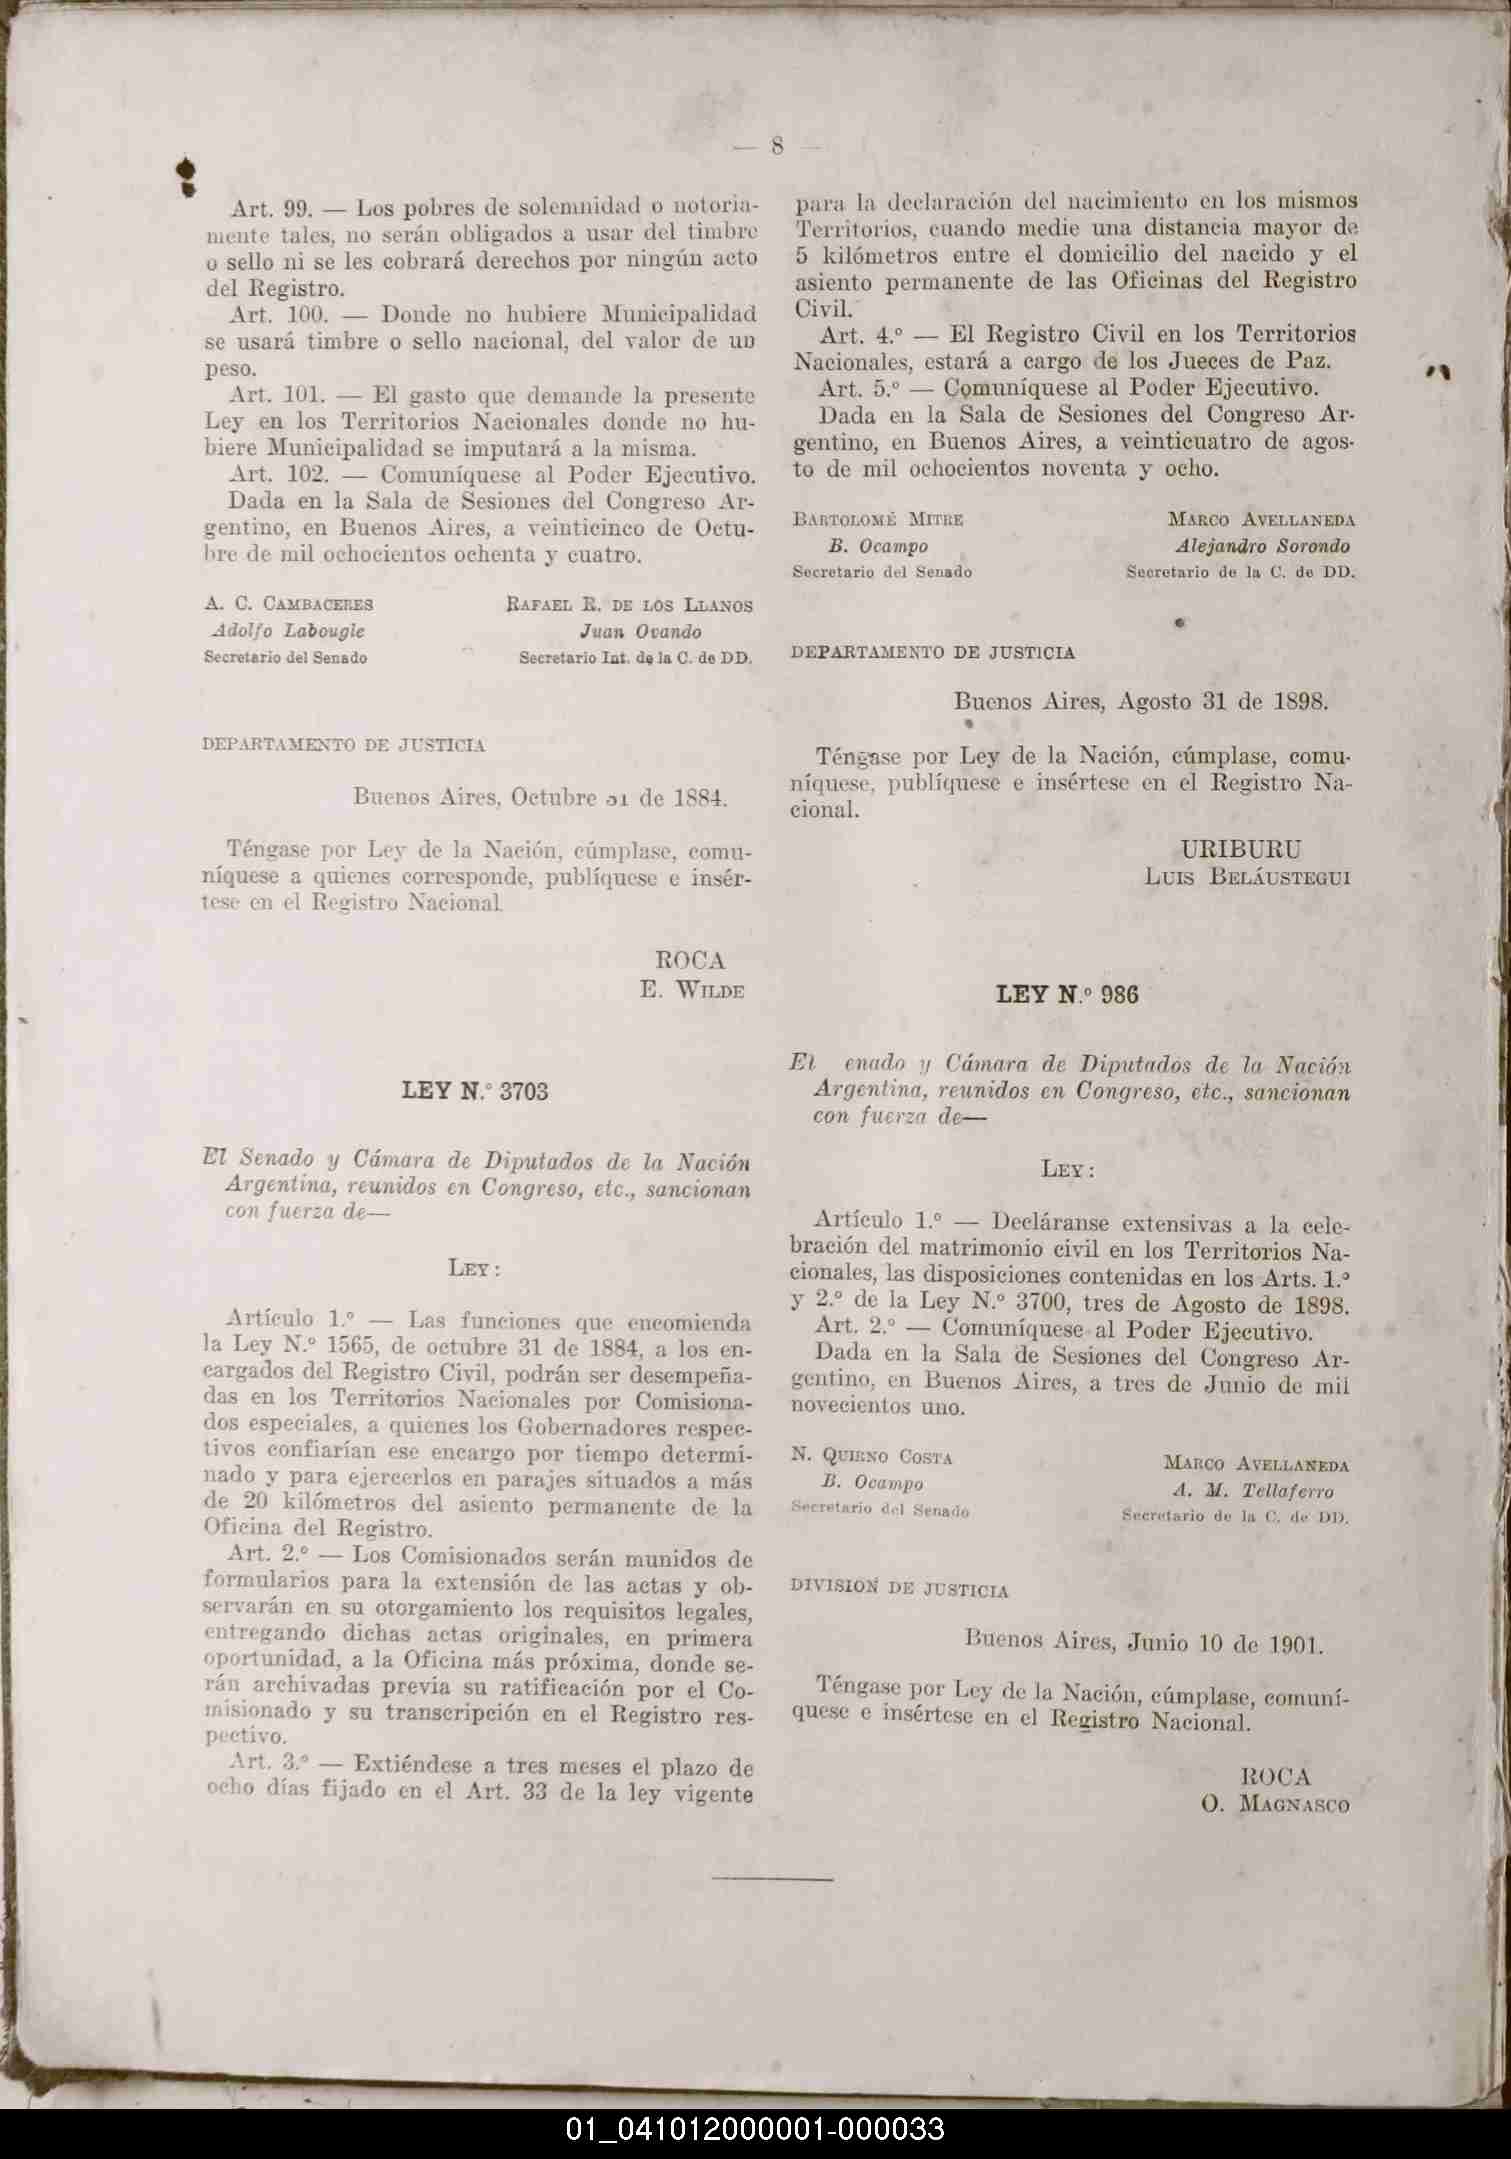 — 8 —
Art. 99. — Los pobres de solemnidad o notoria-
mente tales, no serán obligados a usar del timbre
o sello ni se les cobrará derechos por ningún acto
del Registro.
Art. 100. — Donde no hubiere Municipalidad
se usará timbre o sello nacional, del valor de un
peso.
Art. 101. — El gasto que demande la presente
Ley en los Territorios Nacionales donde no hu-
biere Municipalidad se imputará a la misma.
Art. 102. — Comuníquese al Poder Ejecutivo.
Dada en la Sala de Sesiones del Congreso Ar-
gentino, en Buenos Aires, a veinticinco de Octu-
bre de mil ochocientos ochenta y cuatro.
A. C. CAMBACERES RAFAEL R. DE LOS LLANOS
Adolfo Labougle Juan Ovando
Secretario del Senado Secretario Int. de la C. de DD.
DEPARTAMENTO DE JUSTICIA
Buenos Aires, Octubre 31 de 1884.
Téngase por Ley de la Nación, cúmplase, comu-
níquese a quienes corresponde, publíquese e insér-
tese en el Registro Nacional.
ROCA
E. WILDE
LEY N.º 3703
El Senado y Cámara de Diputados de la Nación
Argentina, reunidos en Congreso, etc., sancionan
con fuerza de—
LEY:
Artículo 1.º — Las funciones que encomienda
la Ley N.º 1565, de octubre 31 de 1884, a los en-
cargados del Registro Civil, podrán ser desempeña-
das en los Territorios Nacionales por Comisiona-
dos especiales, a quienes los Gobernadores respec-
tivos confiarían ese encargo por tiempo determi-
nado y para ejercerlos en parajes situados a más
de 20 kilómetros del asiento permanente de la
Oficina del Registro.
Art. 2.º — Los Comisionados serán munidos de
formularios para la extensión de las actas y ob-
servarán en su otorgamiento los requisitos legales,
entregando dichas actas originales, en primera
oportunidad, a la Oficina más próxima, donde se-
rán archivadas previa su ratificación por el Co-
misionado y su transcripción en el Registro res-
pectivo.
Art. 3.º — Extiéndese a tres meses el plazo de
ocho días fijado en el Art. 33 de la ley vigente
para la declaración del nacimiento en los mismos
Territorios, cuando medie una distancia mayor de
5 kilómetros entre el domicilio del nacido y el
asiento permanente de las Oficinas del Registro
Civil.
Art. 4.º — El Registro Civil en los Territorios
Nacionales, estará a cargo de los Jueces de Paz.
Art. 5.º — Comuníquese al Poder Ejecutivo.
Dada en la Sala de Sesiones del Congreso Ar-
gentino, en Buenos Aires, a veinticuatro de agos-
to de mil ochocientos noventa y ocho.
BARTOLOMÉ MITRE MARCO AVELLANEDA
B. Ocampo Alejandro Sorondo
Secretario del Senado Secretario de la C. de DD.
DEPARTAMENTO DE JUSTICIA
Buenos Aires, Agosto 31 de 1898.
Téngase por Ley de la Nación, cúmplase, comu-
níquese, publíquese e insértese en el Registro Na-
cional.
URIBURU
LUIS BELÁUSTEGUI
LEY N.º 986
El enado y Cámara de Diputados de la Nación
Argentina, reunidos en Congreso, etc., sancionan
con fuerza de—
LEY:
Artículo 1.º — Decláranse extensivas a la cele-
bración del matrimonio civil en los Territorios Na-
cionales, las disposiciones contenidas en los Arts. 1.º
y 2.º de la Ley N.º 3700, tres de Agosto de 1898.
Art. 2.º — Comuníquese al Poder Ejecutivo.
Dada en la Sala de Sesiones del Congreso Ar-
gentino, en Buenos Aires, a tres de Junio de mil
novecientos uno.
N. QUIRNO COSTA MARCO AVELLANEDA
B. Ocampo A. M. Tellaferro
Secretario del Senado Secretario de la C. de DD.
DIVISION DE JUSTICIA
Buenos Aires, Junio 10 de 1901.
Téngase por Ley de la Nación, cúmplase, comuní-
quese e insértese en el Registro Nacional.
ROCA
O. MAGNASCO
01_041012000001-000033